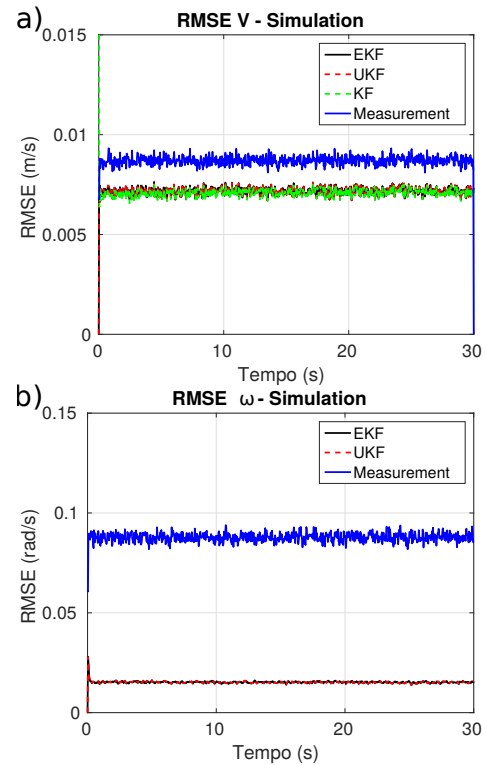 a)
RMSE V - Simulation
EKF
UKF
KF
Measurement
0.015
0.01
0.005
0
RMSE (m/s)
0
10
20
30
Tempo (s)
b)
RMSE ω - Simulation
EKF
UKF
Measurement
0.15
0.1
0.05
0
RMSE (rad/s)
0
10
20
30
Tempo (s)